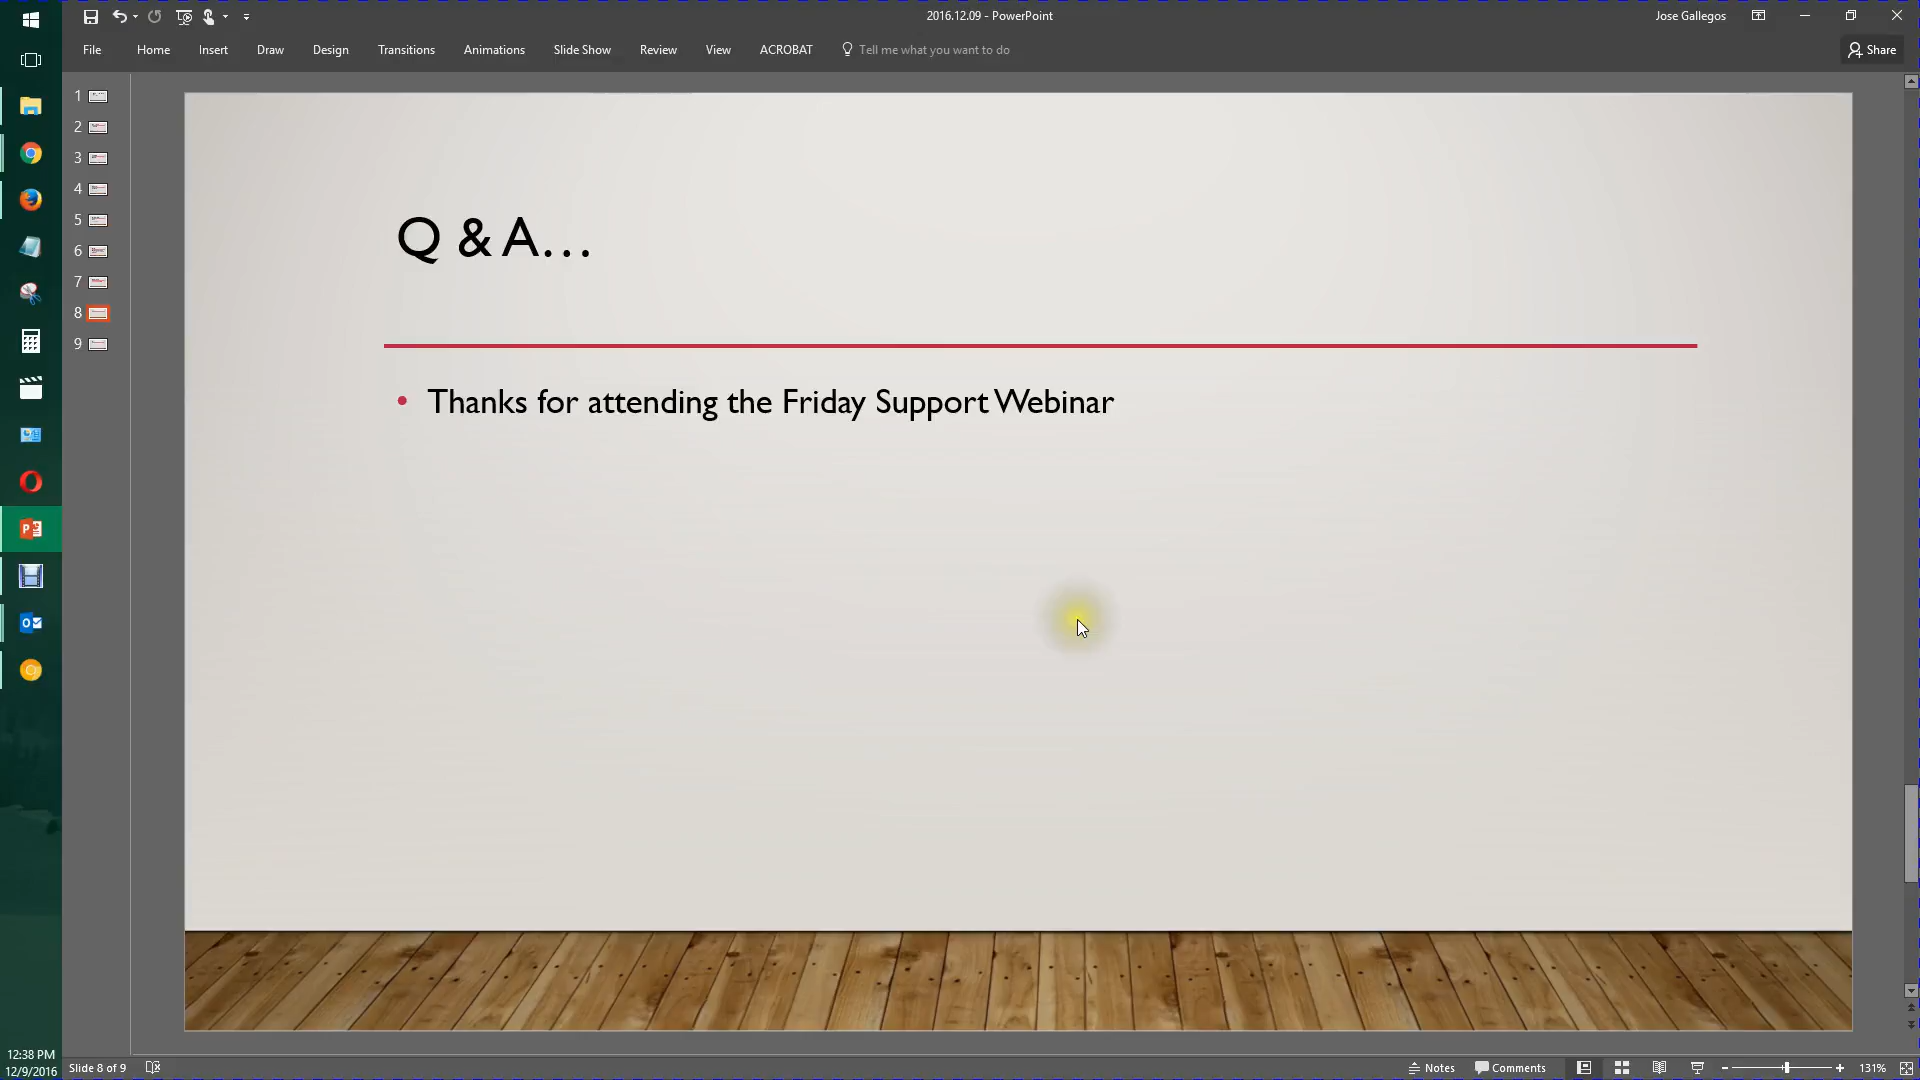 2016.12.09 - PowerPoint
Jose Gallegos
File Home Insert Draw Design Transitions Animations Slide Show Review View ACROBAT Tell me what you want to do Share
1
2
3
4
5
6
7
8
9
Q & A…
• Thanks for attending the Friday Support Webinar
12:38 PM
12/9/2016
Slide 8 of 9 Notes Comments 131%